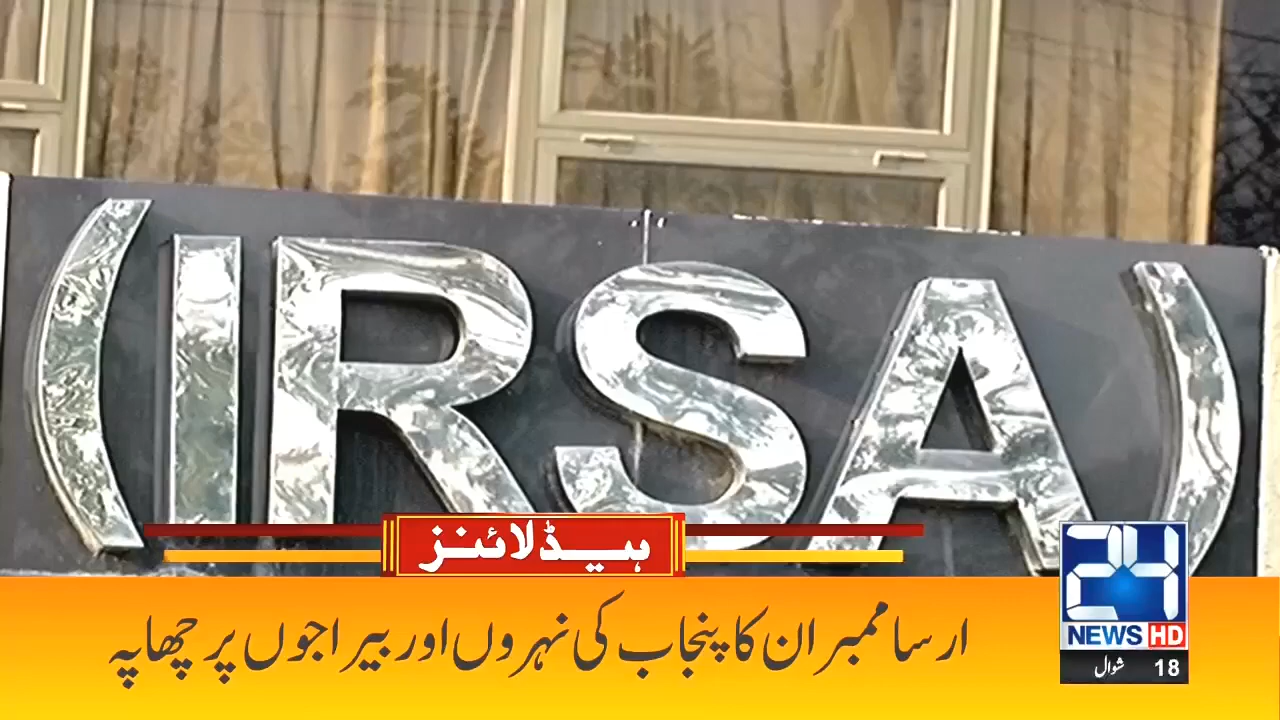 (IRSA)
ہیڈلائنز
ارسا ممبران کا پنجاب کی نہروں اور بیراجوں پر چھاپہ
24
NEWS HD
18 شوال